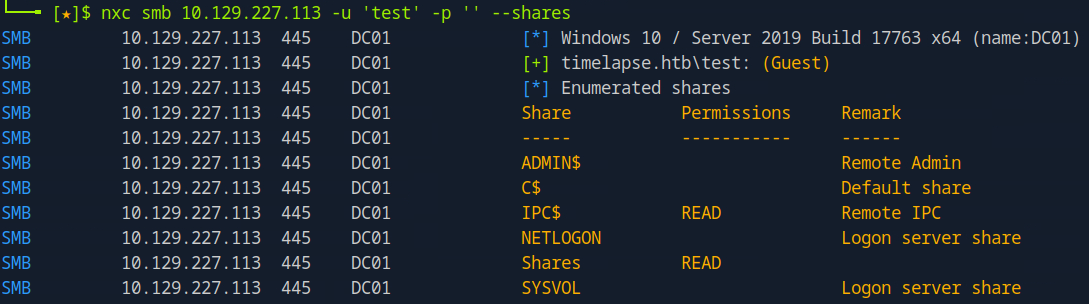 [★]$ nxc smb 10.129.227.113 -u 'test' -p '' --shares
SMB 10.129.227.113 445 DC01 [*] Windows 10 / Server 2019 Build 17763 x64 (name:DC01)
SMB 10.129.227.113 445 DC01 [+] timelapse.htb\test: (Guest)
SMB 10.129.227.113 445 DC01 [*] Enumerated shares
SMB 10.129.227.113 445 DC01 Share Permissions Remark
SMB 10.129.227.113 445 DC01 ----- ----------- ------
SMB 10.129.227.113 445 DC01 ADMIN$ Remote Admin
SMB 10.129.227.113 445 DC01 C$ Default share
SMB 10.129.227.113 445 DC01 IPC$ READ Remote IPC
SMB 10.129.227.113 445 DC01 NETLOGON Logon server share
SMB 10.129.227.113 445 DC01 Shares READ
SMB 10.129.227.113 445 DC01 SYSVOL Logon server share